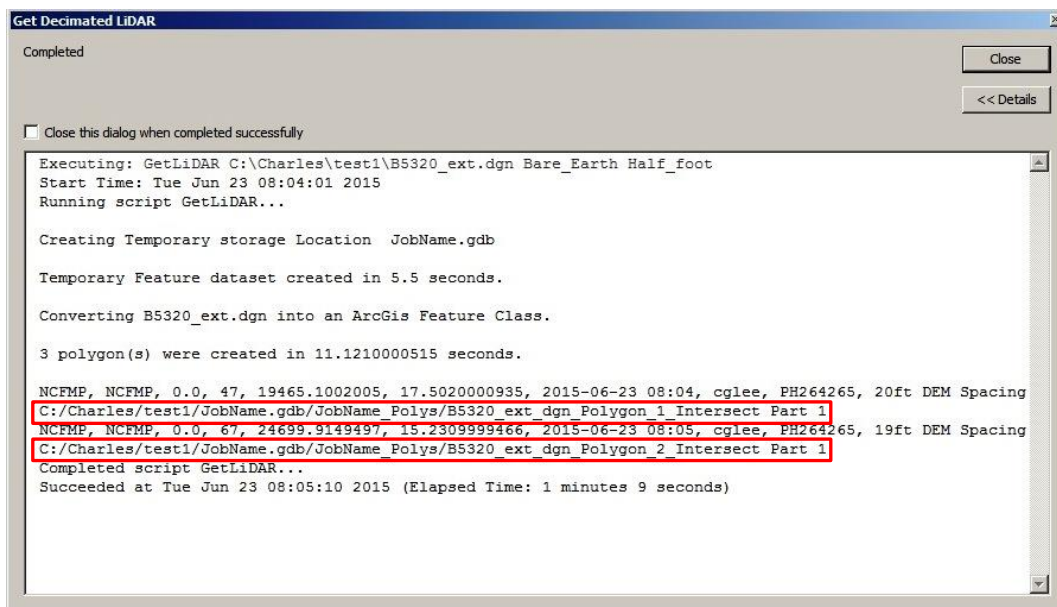 Get Decimated LiDAR
Completed
Close
<< Details
Close this dialog when completed successfully
Executing: GetLiDAR C:\Charles\test1\B5320_ext.dgn Bare_Earth Half_foot
Start Time: Tue Jun 23 08:04:01 2015
Running script GetLiDAR...
Creating Temporary storage Location  JobName.gdb
Temporary Feature dataset created in 5.5 seconds.
Converting B5320_ext.dgn into an ArcGis Feature Class.
3 polygon(s) were created in 11.1210000515 seconds.
NCFMP, NCFMP, 0.0, 47, 19465.1002005, 17.5020000935, 2015-06-23 08:04, cglee, PH264265, 20ft DEM Spacing
C:/Charles/test1/JobName.gdb/JobName_Polys/B5320_ext_dgn_Polygon_1_Intersect Part 1
NCFMP, NCFMP, 0.0, 67, 24699.9149497, 15.2309999466, 2015-06-23 08:05, cglee, PH264265, 19ft DEM Spacing
C:/Charles/test1/JobName.gdb/JobName_Polys/B5320_ext_dgn_Polygon_2_Intersect Part 1
Completed script GetLiDAR...
Succeeded at Tue Jun 23 08:05:10 2015 (Elapsed Time: 1 minutes 9 seconds)